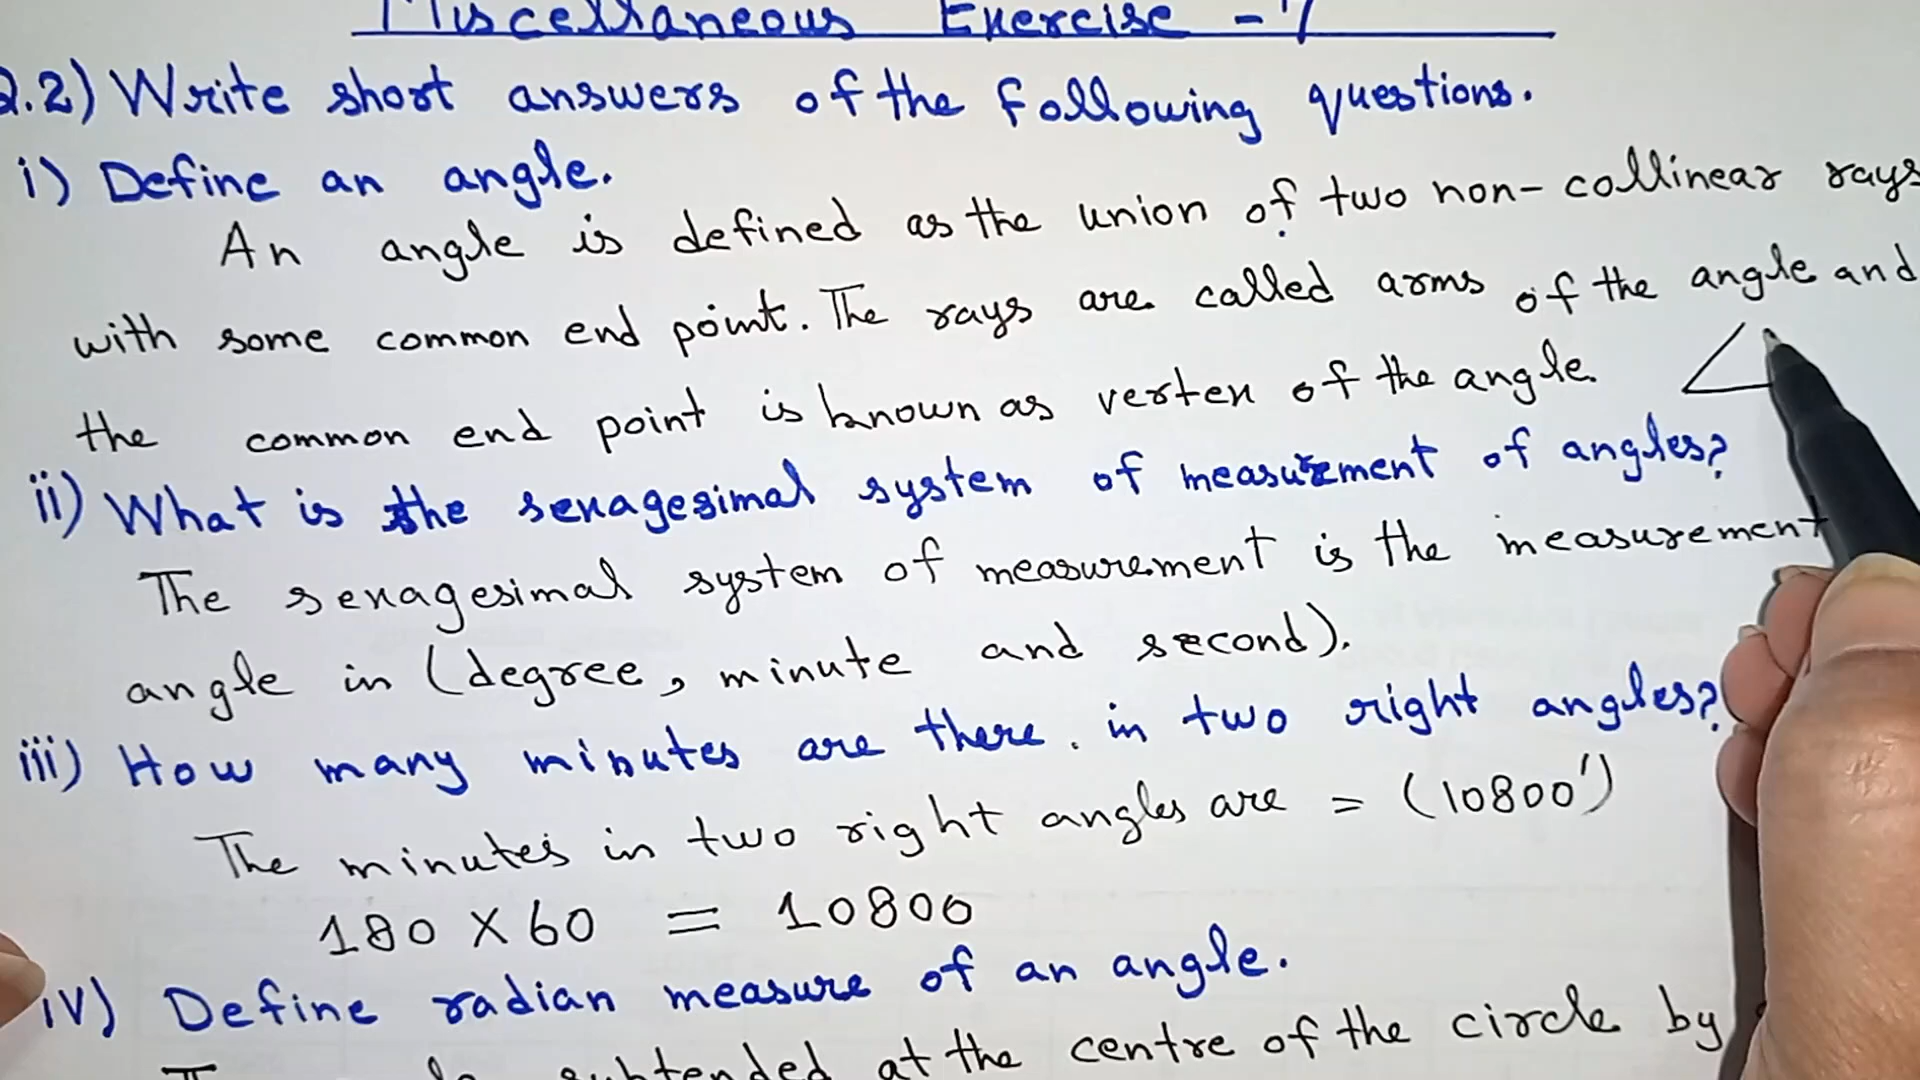 Miscellaneous Exercise - 7
Q.2) Write short answers of the following questions.
i) Define an angle.
An angle is defined as the union of two non-collinear rays
with some common end point. The rays are called arms of the angle and
the common end point is known as vertex of the angle.
ii) What is the sexagesimal system of measurement of angles?
The sexagesimal system of measurement is the measurement
angle in (degree, minute and second).
iii) How many minutes are there in two right angles?
The minutes in two right angles are = (10800')
180 × 60 = 10800
iv) Define radian measure of an angle.
subtended at the centre of the circle by